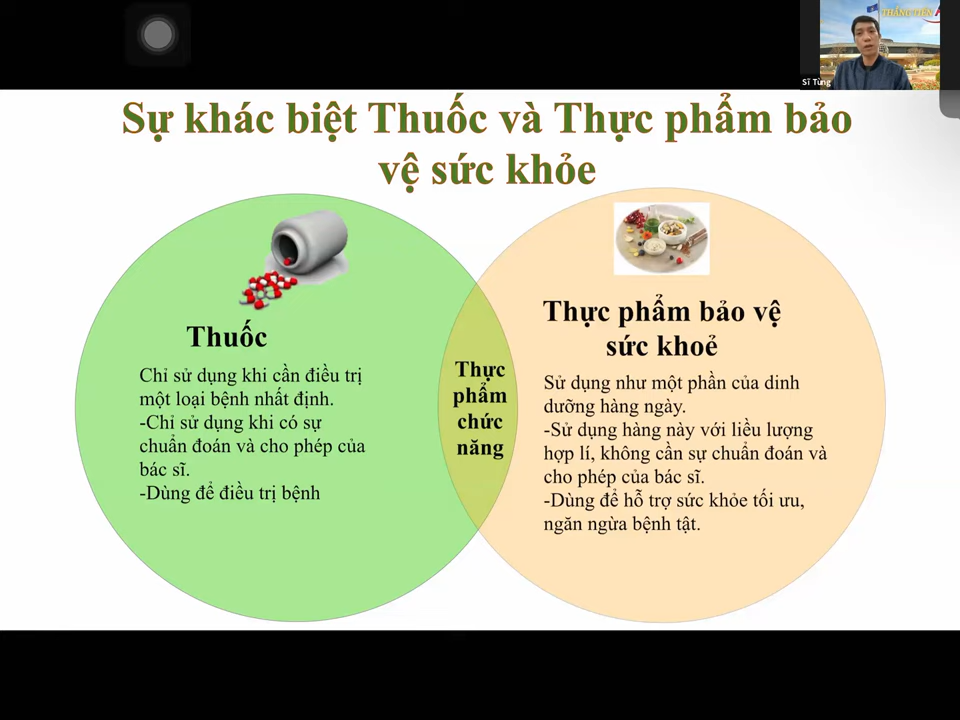 THẮNG TIẾN A
Sĩ Tùng
Sự khác biệt Thuốc và Thực phẩm bảo
vệ sức khỏe
Thuốc
Chỉ sử dụng khi cần điều trị
một loại bệnh nhất định.
-Chỉ sử dụng khi có sự
chuẩn đoán và cho phép của
bác sĩ.
-Dùng để điều trị bệnh
Thực
phẩm
chức
năng
Thực phẩm bảo vệ
sức khoẻ
Sử dụng như một phần của dinh
dưỡng hàng ngày.
-Sử dụng hàng này với liều lượng
hợp lí, không cần sự chuẩn đoán và
cho phép của bác sĩ.
-Dùng để hỗ trợ sức khỏe tối ưu,
ngăn ngừa bệnh tật.